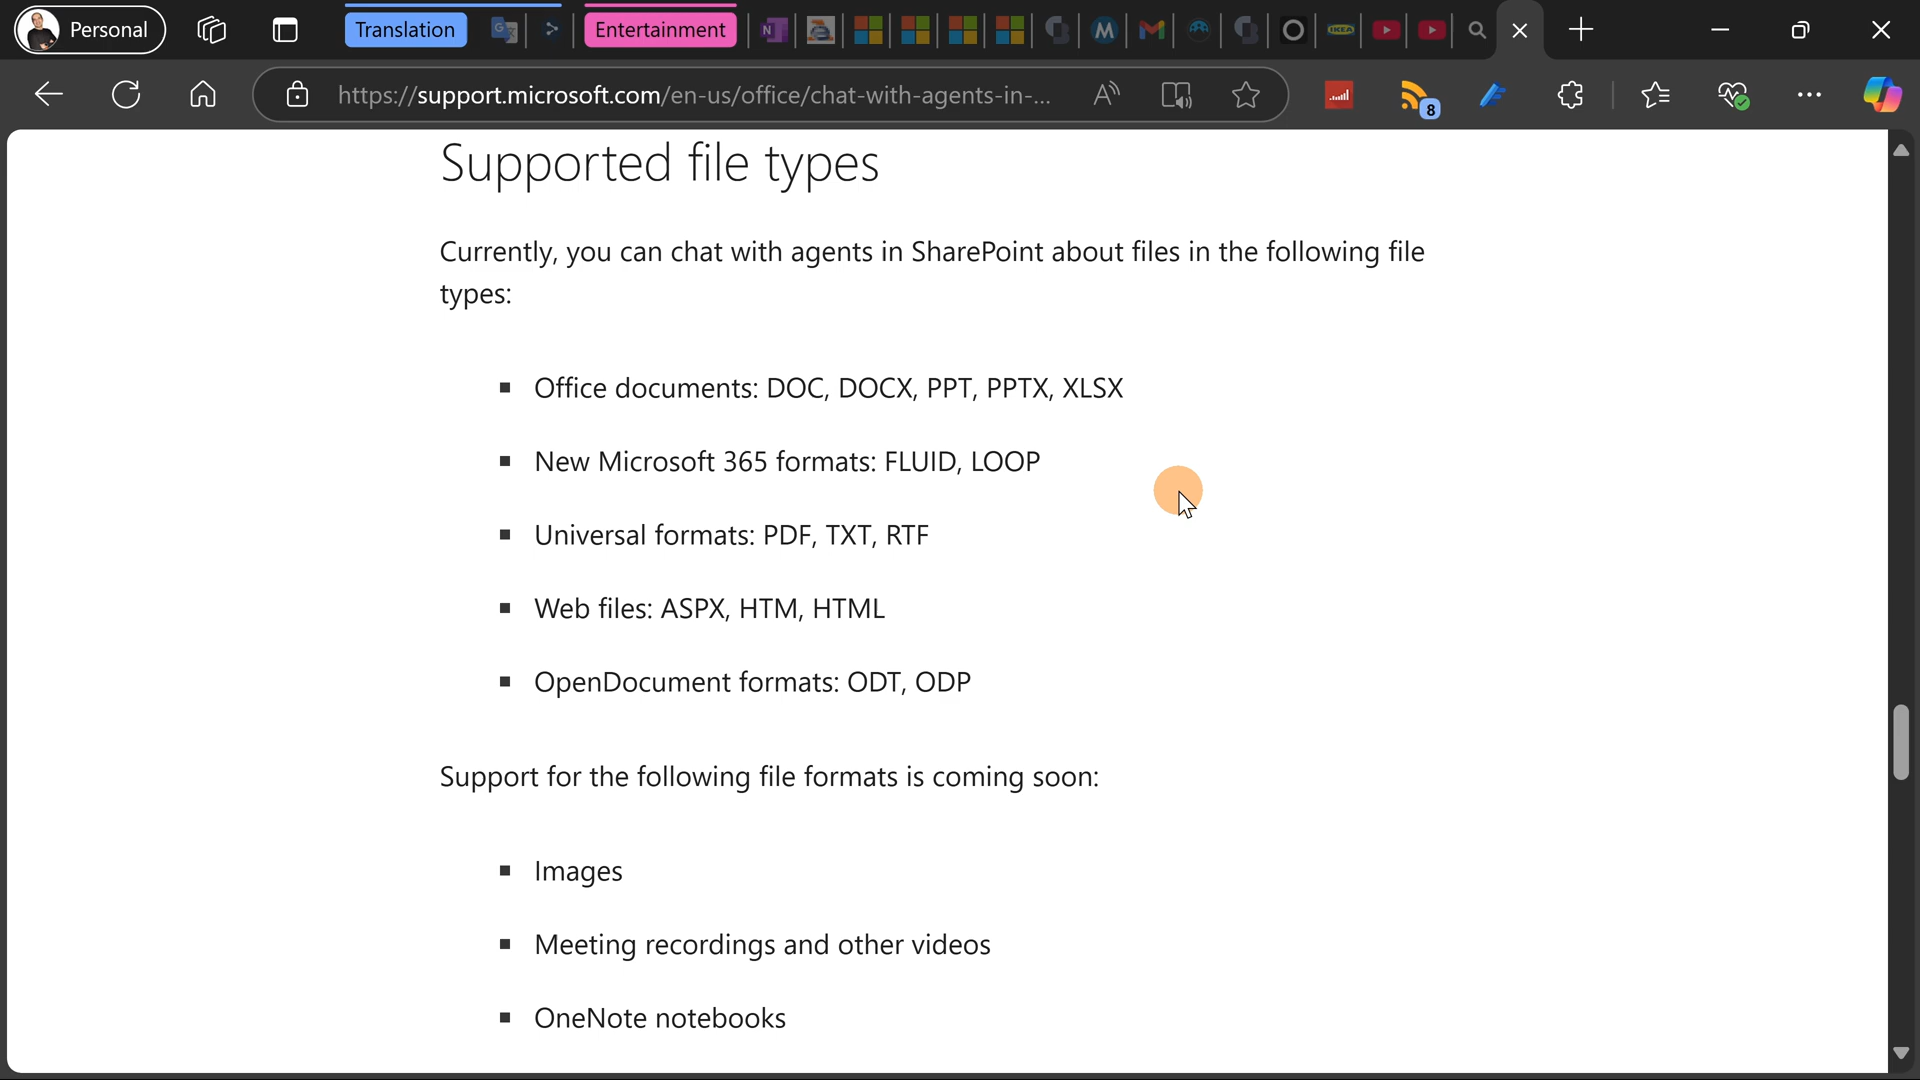 Personal
Translation
Entertainment
IKEA
https://support.microsoft.com/en-us/office/chat-with-agents-in-...
8
Supported file types
Currently, you can chat with agents in SharePoint about files in the following file
types:
▪ Office documents: DOC, DOCX, PPT, PPTX, XLSX
▪ New Microsoft 365 formats: FLUID, LOOP
▪ Universal formats: PDF, TXT, RTF
▪ Web files: ASPX, HTM, HTML
▪ OpenDocument formats: ODT, ODP
Support for the following file formats is coming soon:
▪ Images
▪ Meeting recordings and other videos
▪ OneNote notebooks